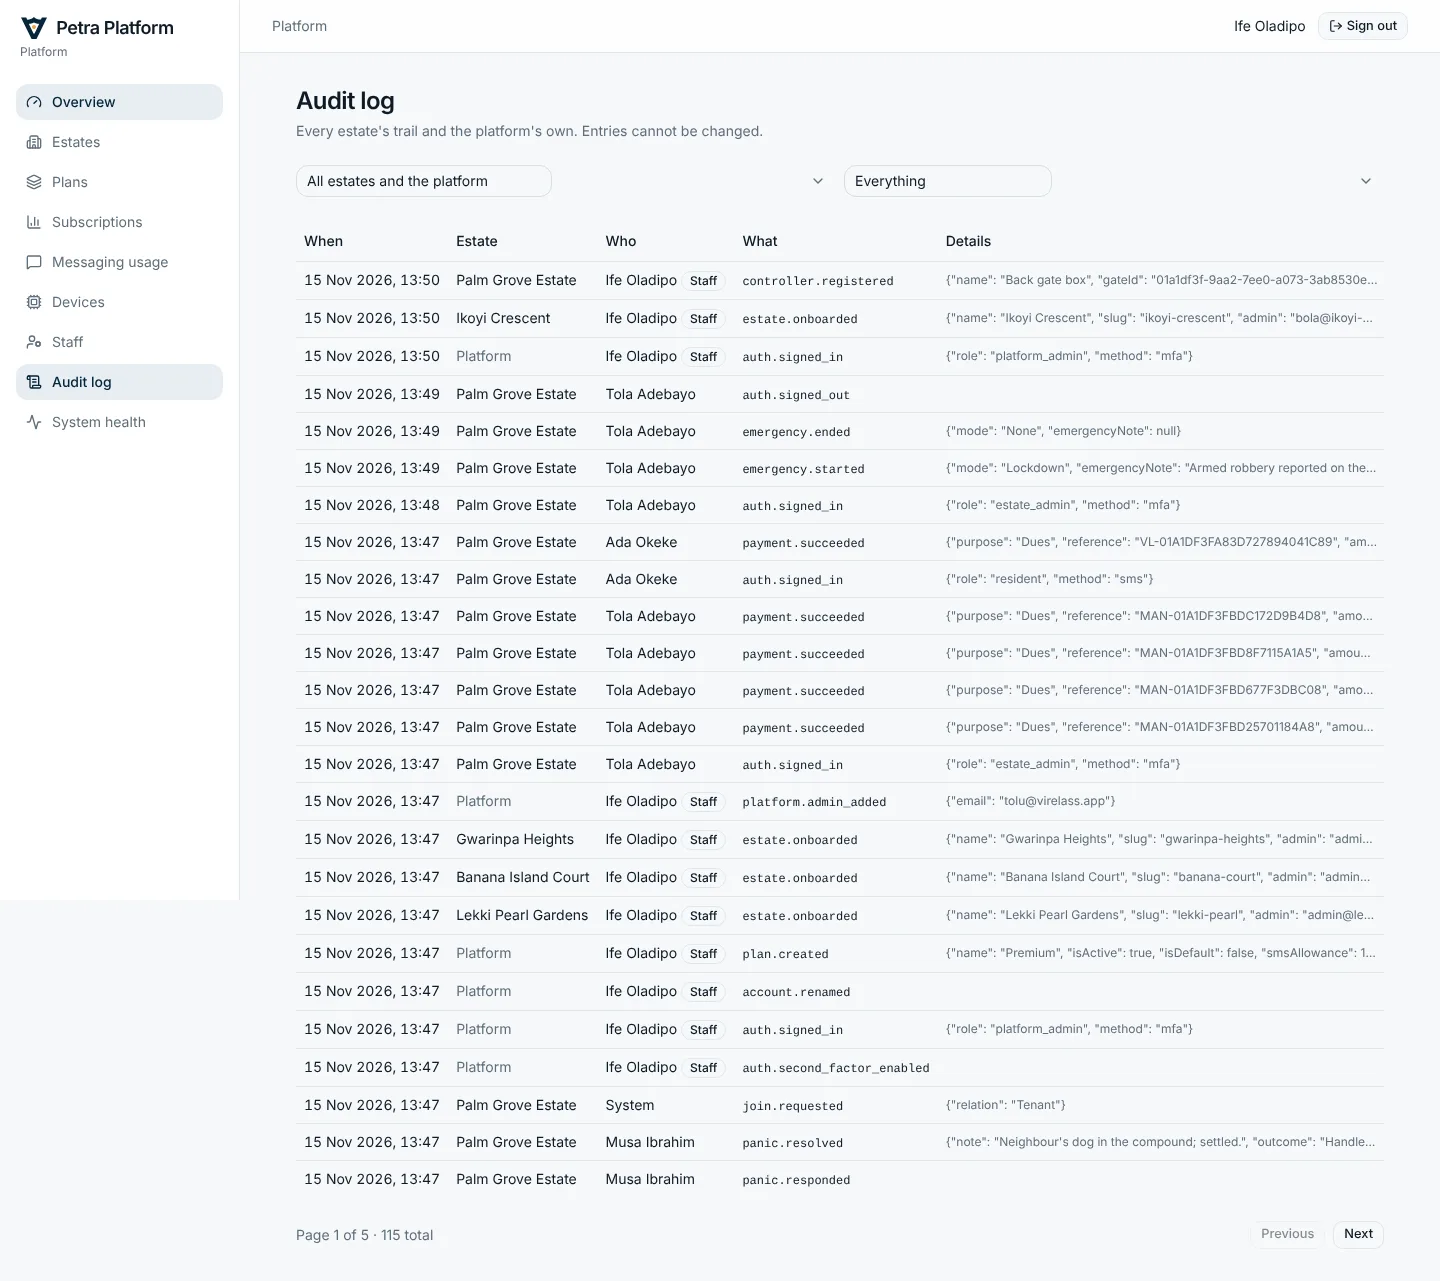 Petra Platform
Platform
Overview
Estates
Plans
Subscriptions
Messaging usage
Devices
Staff
Audit log
System health
Platform
Ife Oladipo Sign out
Audit log
Every estate's trail and the platform's own. Entries cannot be changed.
All estates and the platform Everything
When Estate Who What Details
15 Nov 2026, 13:50 Palm Grove Estate Ife Oladipo Staff controller.registered {"name": "Back gate box", "gateId": "01a1df3f-9aa2-7ee0-a073-3ab8530e...
15 Nov 2026, 13:50 Ikoyi Crescent Ife Oladipo Staff estate.onboarded {"name": "Ikoyi Crescent", "slug": "ikoyi-crescent", "admin": "bola@ikoyi-...
15 Nov 2026, 13:50 Platform Ife Oladipo Staff auth.signed_in {"role": "platform_admin", "method": "mfa"}
15 Nov 2026, 13:49 Palm Grove Estate Tola Adebayo auth.signed_out
15 Nov 2026, 13:49 Palm Grove Estate Tola Adebayo emergency.ended {"mode": "None", "emergencyNote": null}
15 Nov 2026, 13:49 Palm Grove Estate Tola Adebayo emergency.started {"mode": "Lockdown", "emergencyNote": "Armed robbery reported on the...
15 Nov 2026, 13:48 Palm Grove Estate Tola Adebayo auth.signed_in {"role": "estate_admin", "method": "mfa"}
15 Nov 2026, 13:47 Palm Grove Estate Ada Okeke payment.succeeded {"purpose": "Dues", "reference": "VL-01A1DF3FA83D727894041C89", "am...
15 Nov 2026, 13:47 Palm Grove Estate Ada Okeke auth.signed_in {"role": "resident", "method": "sms"}
15 Nov 2026, 13:47 Palm Grove Estate Tola Adebayo payment.succeeded {"purpose": "Dues", "reference": "MAN-01A1DF3FBDC172D9B4D8", "amo...
15 Nov 2026, 13:47 Palm Grove Estate Tola Adebayo payment.succeeded {"purpose": "Dues", "reference": "MAN-01A1DF3FBD8F7115A1A5", "amou...
15 Nov 2026, 13:47 Palm Grove Estate Tola Adebayo payment.succeeded {"purpose": "Dues", "reference": "MAN-01A1DF3FBD677F3DBC08", "amo...
15 Nov 2026, 13:47 Palm Grove Estate Tola Adebayo payment.succeeded {"purpose": "Dues", "reference": "MAN-01A1DF3FBD25701184A8", "amou...
15 Nov 2026, 13:47 Palm Grove Estate Tola Adebayo auth.signed_in {"role": "estate_admin", "method": "mfa"}
15 Nov 2026, 13:47 Platform Ife Oladipo Staff platform.admin_added {"email": "tolu@virelass.app"}
15 Nov 2026, 13:47 Gwarinpa Heights Ife Oladipo Staff estate.onboarded {"name": "Gwarinpa Heights", "slug": "gwarinpa-heights", "admin": "admi...
15 Nov 2026, 13:47 Banana Island Court Ife Oladipo Staff estate.onboarded {"name": "Banana Island Court", "slug": "banana-court", "admin": "admin...
15 Nov 2026, 13:47 Lekki Pearl Gardens Ife Oladipo Staff estate.onboarded {"name": "Lekki Pearl Gardens", "slug": "lekki-pearl", "admin": "admin@le...
15 Nov 2026, 13:47 Platform Ife Oladipo Staff plan.created {"name": "Premium", "isActive": true, "isDefault": false, "smsAllowance": 1...
15 Nov 2026, 13:47 Platform Ife Oladipo Staff account.renamed
15 Nov 2026, 13:47 Platform Ife Oladipo Staff auth.signed_in {"role": "platform_admin", "method": "mfa"}
15 Nov 2026, 13:47 Platform Ife Oladipo Staff auth.second_factor_enabled
15 Nov 2026, 13:47 Palm Grove Estate System join.requested {"relation": "Tenant"}
15 Nov 2026, 13:47 Palm Grove Estate Musa Ibrahim panic.resolved {"note": "Neighbour's dog in the compound; settled.", "outcome": "Handle...
15 Nov 2026, 13:47 Palm Grove Estate Musa Ibrahim panic.responded
Page 1 of 5 · 115 total Previous Next